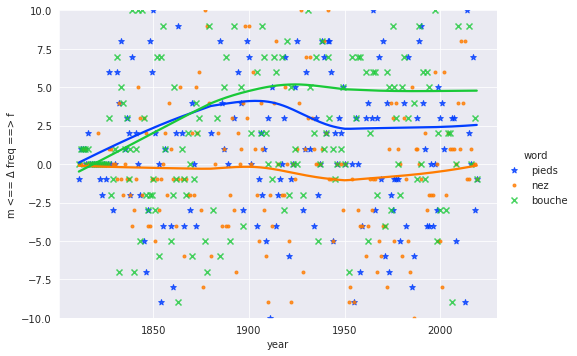 10.0
7.5
5.0
2.5
0.0
−2.5
−5.0
−7.5
−10.0
m <== Δ freq ==> f
1850
1900
1950
2000
year
word
pieds
nez
bouche